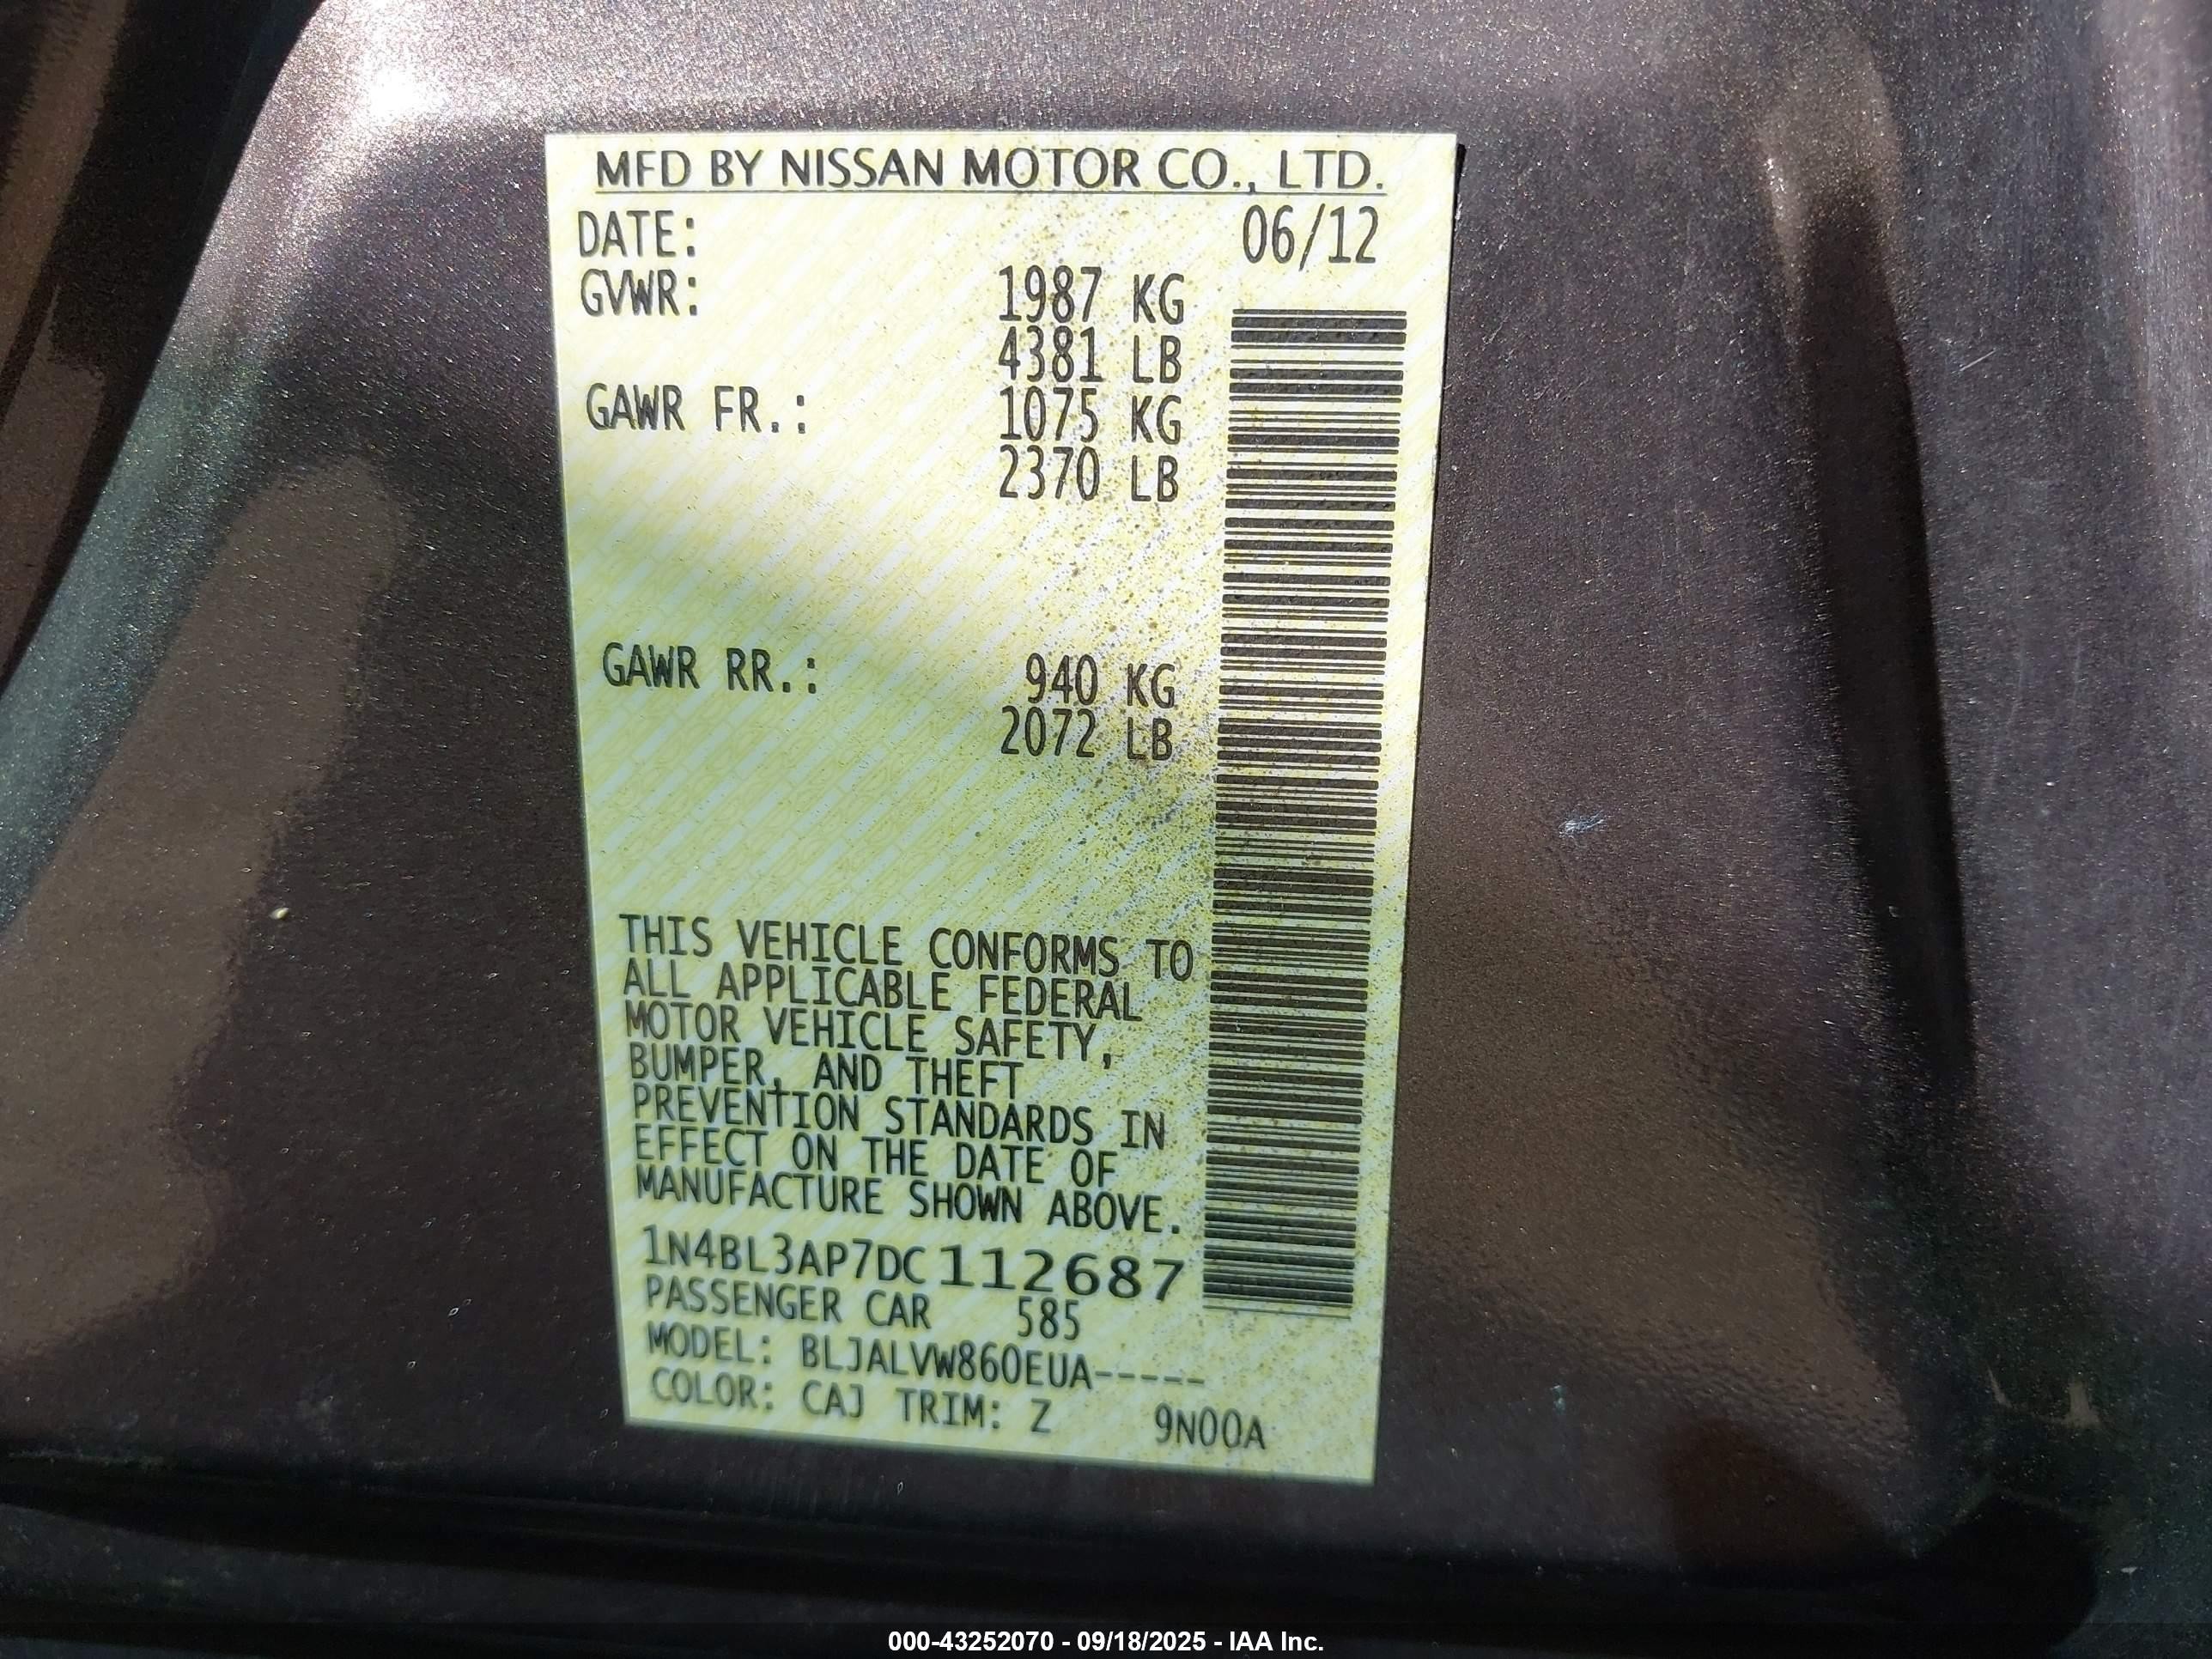 MFD BY NISSAN MOTOR CO., LTD.
DATE: 06/12
GVWR: 1987 KG
4381 LB
GAWR FR.: 1075 KG
2370 LB
GAWR RR.: 940 KG
2072 LB
THIS VEHICLE CONFORMS TO
ALL APPLICABLE FEDERAL
MOTOR VEHICLE SAFETY,
BUMPER, AND THEFT
PREVENTION STANDARDS IN
EFFECT ON THE DATE OF
MANUFACTURE SHOWN ABOVE.
1N4BL3AP7DC112687
PASSENGER CAR 585
MODEL: BLJALVW860EUA-----
COLOR: CAJ TRIM: Z 9N00A
000-43252070 - 09/18/2025 - IAA Inc.